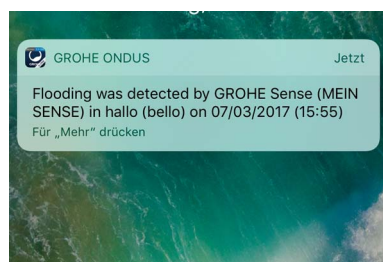 GROHE ONDUS
Jetzt
Flooding was detected by GROHE Sense (MEIN
SENSE) in hallo (bello) on 07/03/2017 (15:55)
Für „Mehr“ drücken